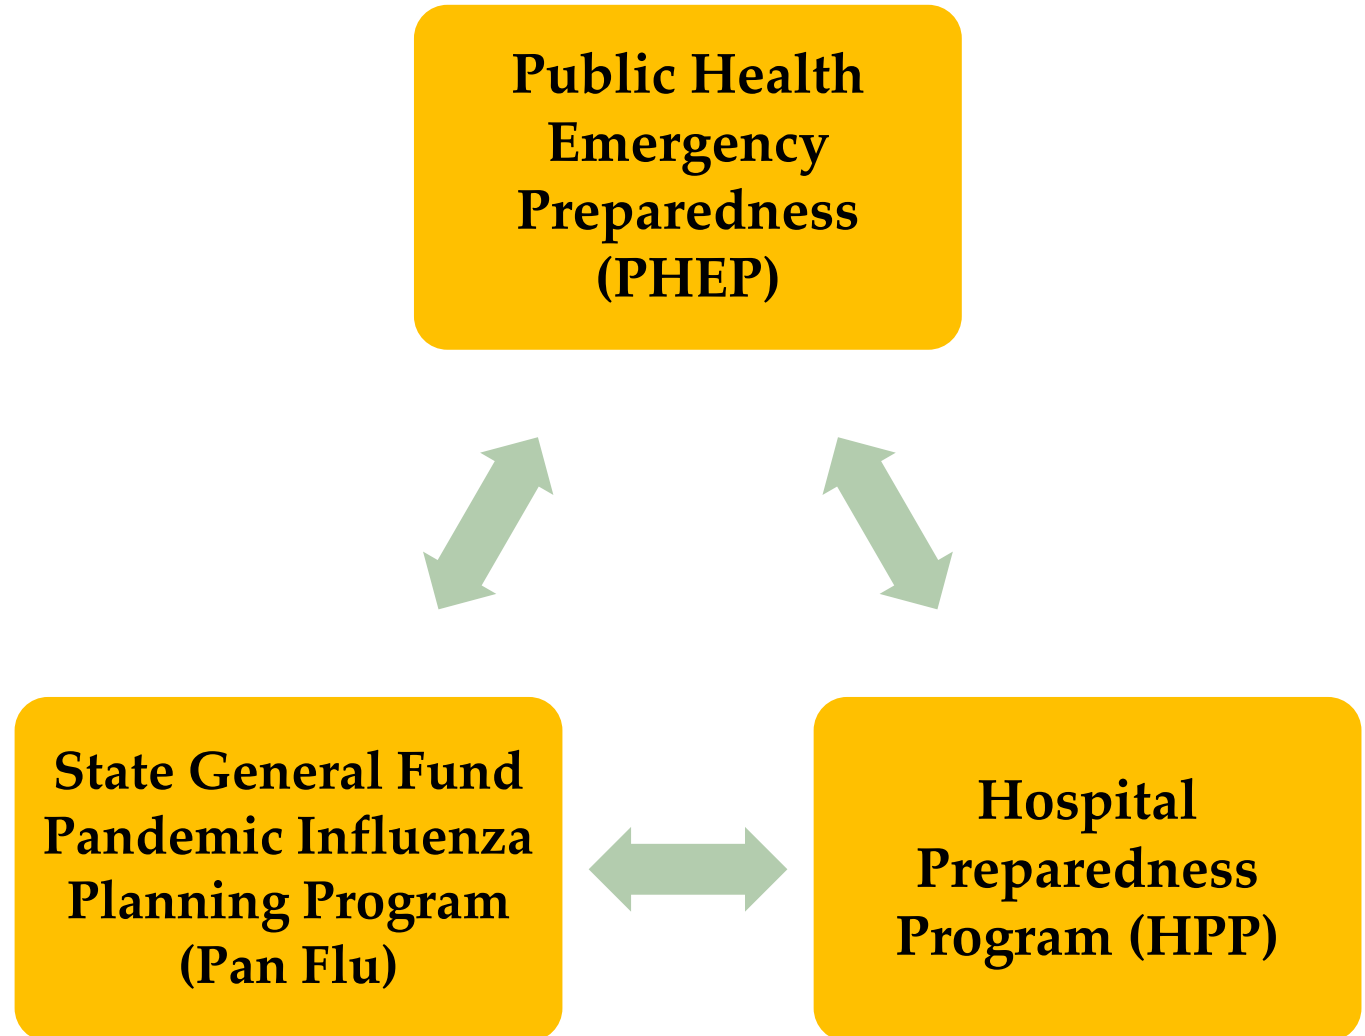 Public Health
Emergency
Preparedness
(PHEP)
State General Fund
Pandemic Influenza
Planning Program
(Pan Flu)
Hospital
Preparedness
Program (HPP)